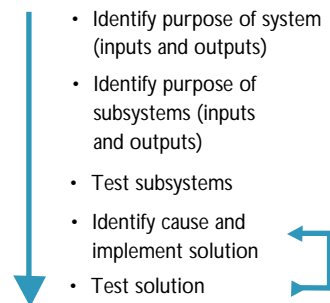 • Identify purpose of system
(inputs and outputs)
• Identify purpose of
subsystems (inputs
and outputs)
• Test subsystems
• Identify cause and
implement solution
• Test solution